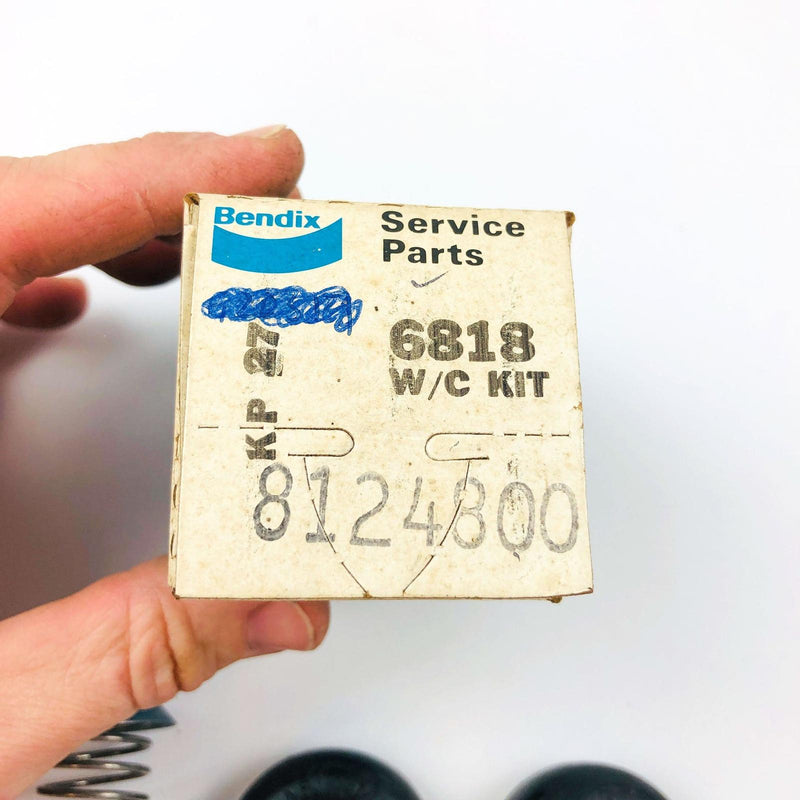 Bendix
Service
Parts
6818
W/C KIT
KP 27
8124800